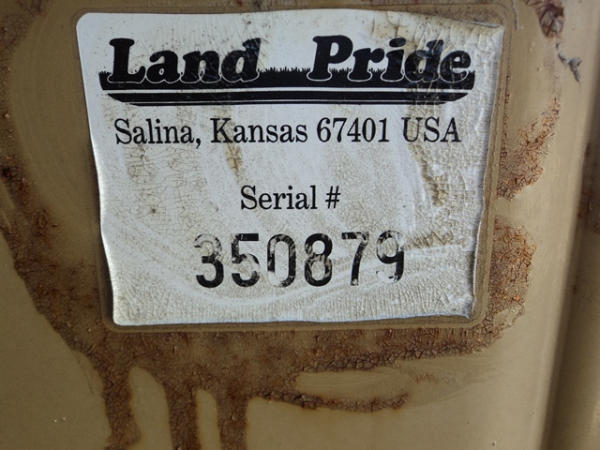 Land Pride
Salina, Kansas 67401 USA
Serial #
350879